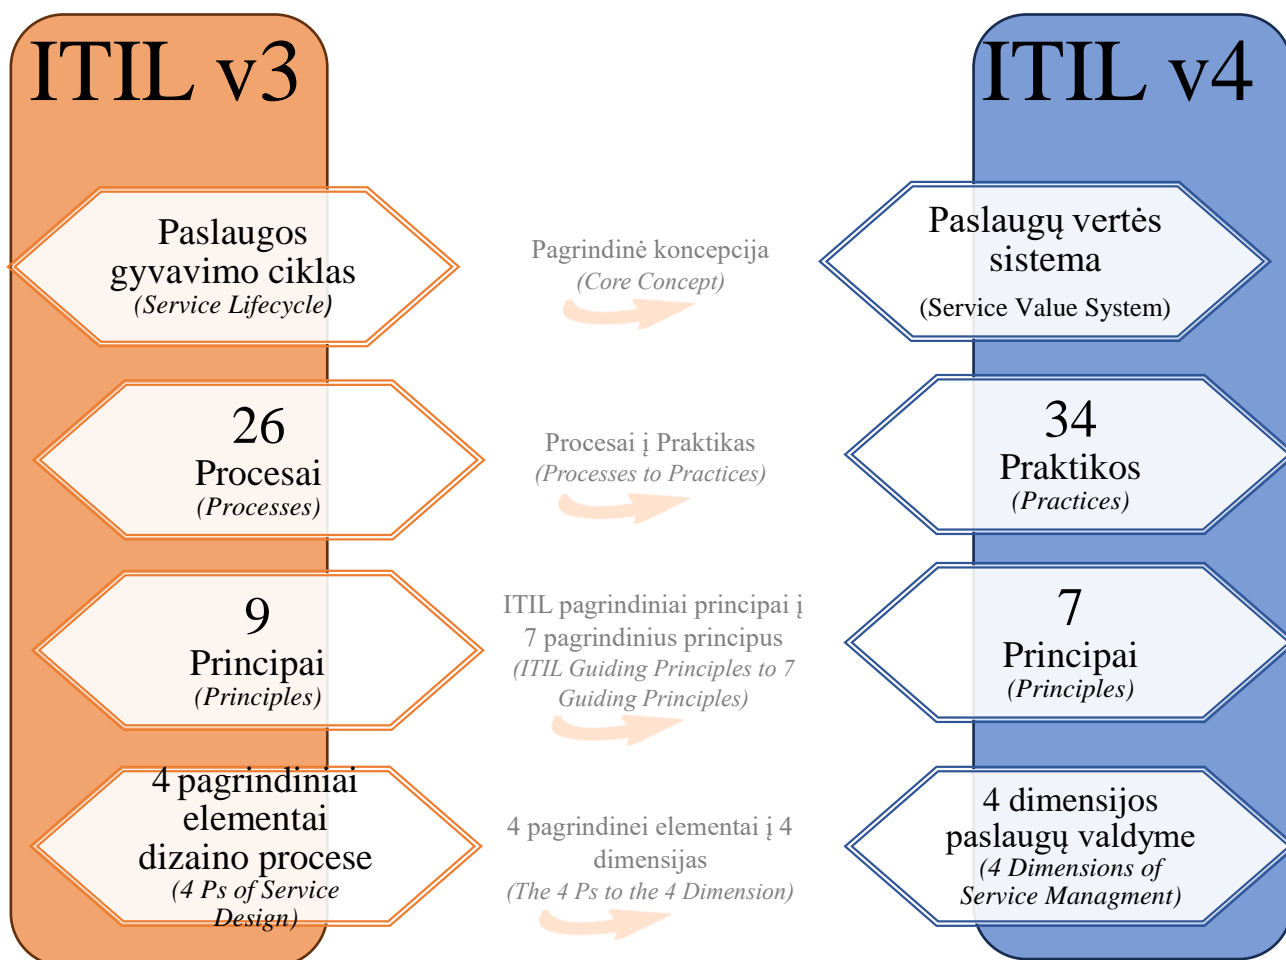 ITIL v3
ITIL v4
Paslaugos
gyvavimo ciklas
(Service Lifecycle)
Pagrindinė koncepcija
(Core Concept)
Paslaugų vertės
sistema
(Service Value System)
26
Procesai
(Processes)
Procesai į Praktikas
(Processes to Practices)
34
Praktikos
(Practices)
9
Principai
(Principles)
ITIL pagrindiniai principai į
7 pagrindinius principus
(ITIL Guiding Principles to 7
Guiding Principles)
7
Principai
(Principles)
4 pagrindiniai
elementai
dizaino procese
(4 Ps of Service
Design)
4 pagrindinei elementai į 4
dimensijas
(The 4 Ps to the 4 Dimension)
4 dimensijos
paslaugų valdyme
(4 Dimensions of
Service Managment)